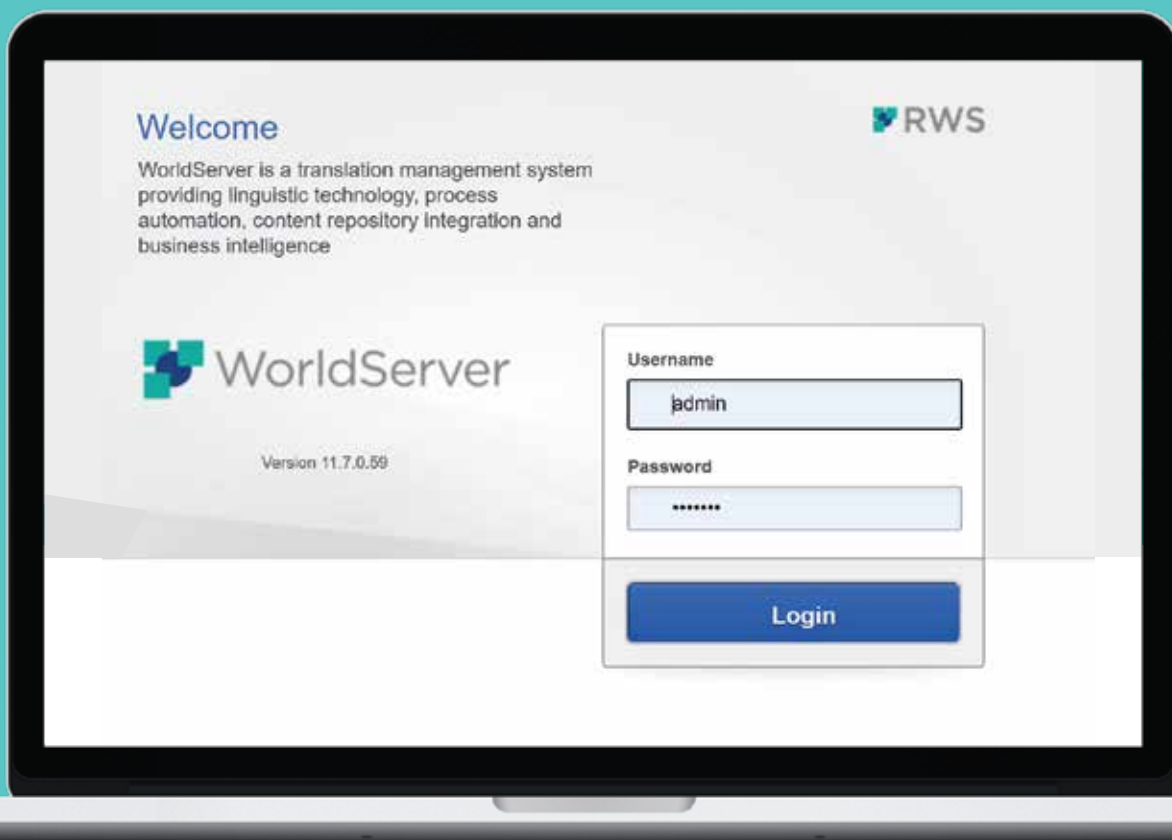 Welcome
RWS
WorldServer is a translation management system
providing linguistic technology, process
automation, content repository integration and
business intelligence
WorldServer
Version 11.7.0.59
Username
admin
Password
•••••••
Login